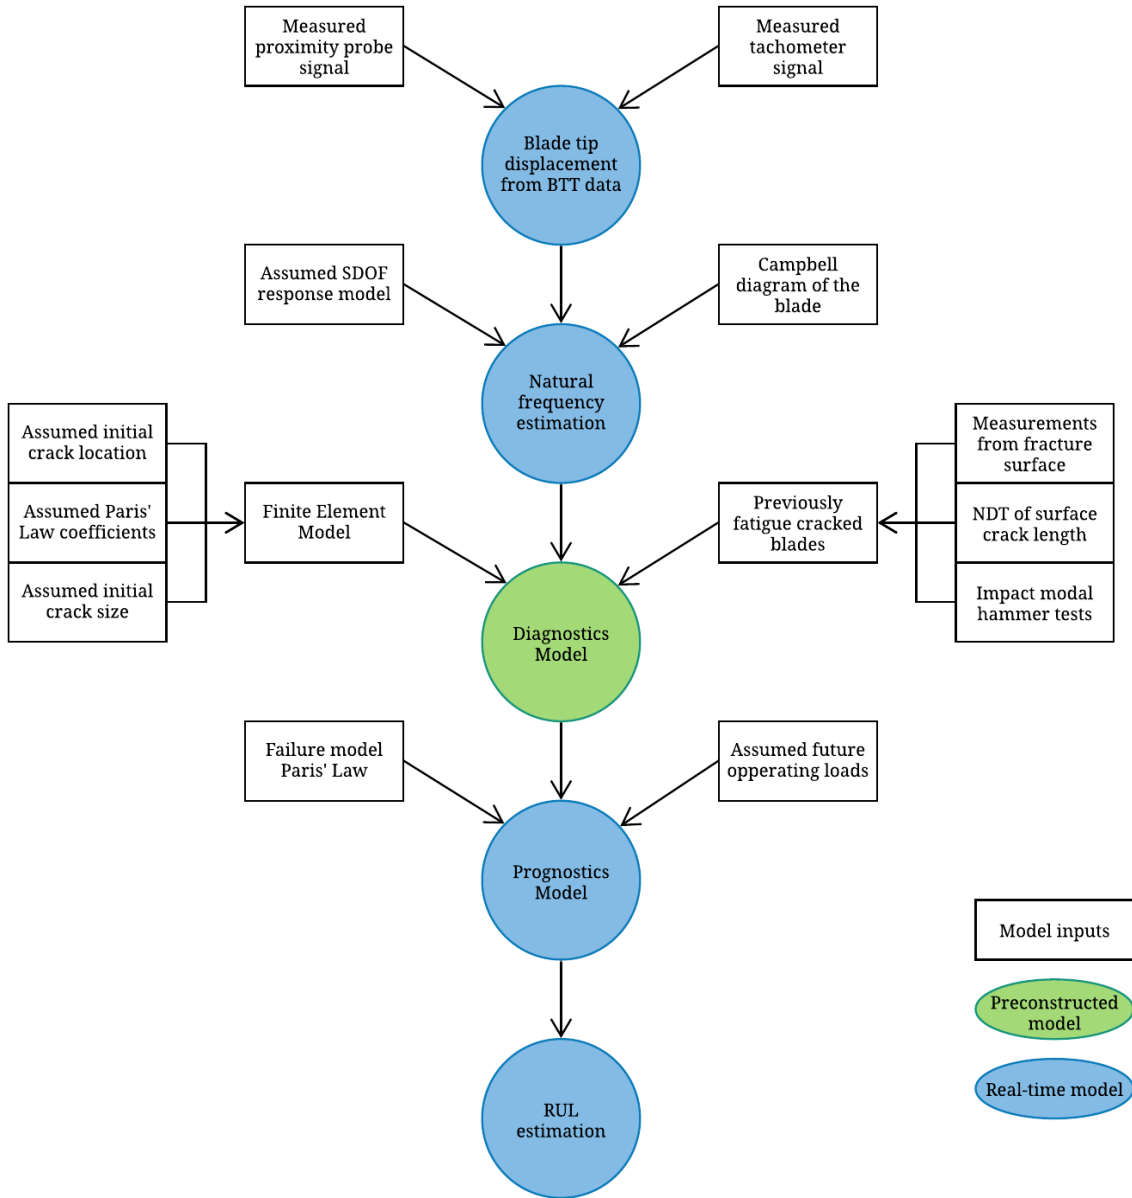 Measured
proximity probe
signal
Measured
tachometer
signal
Blade tip
displacement
from BTT data
Assumed SDOF
response model
Campbell
diagram of the
blade
Natural
frequency
estimation
Assumed initial
crack location
Assumed Paris'
Law coefficients
Assumed initial
crack size
Finite Element
Model
Previously
fatigue cracked
blades
Measurements
from fracture
surface
NDT of surface
crack length
Impact modal
hammer tests
Diagnostics
Model
Failure model
Paris' Law
Assumed future
opperating loads
Prognostics
Model
RUL
estimation
Model inputs
Preconstructed
model
Real-time model